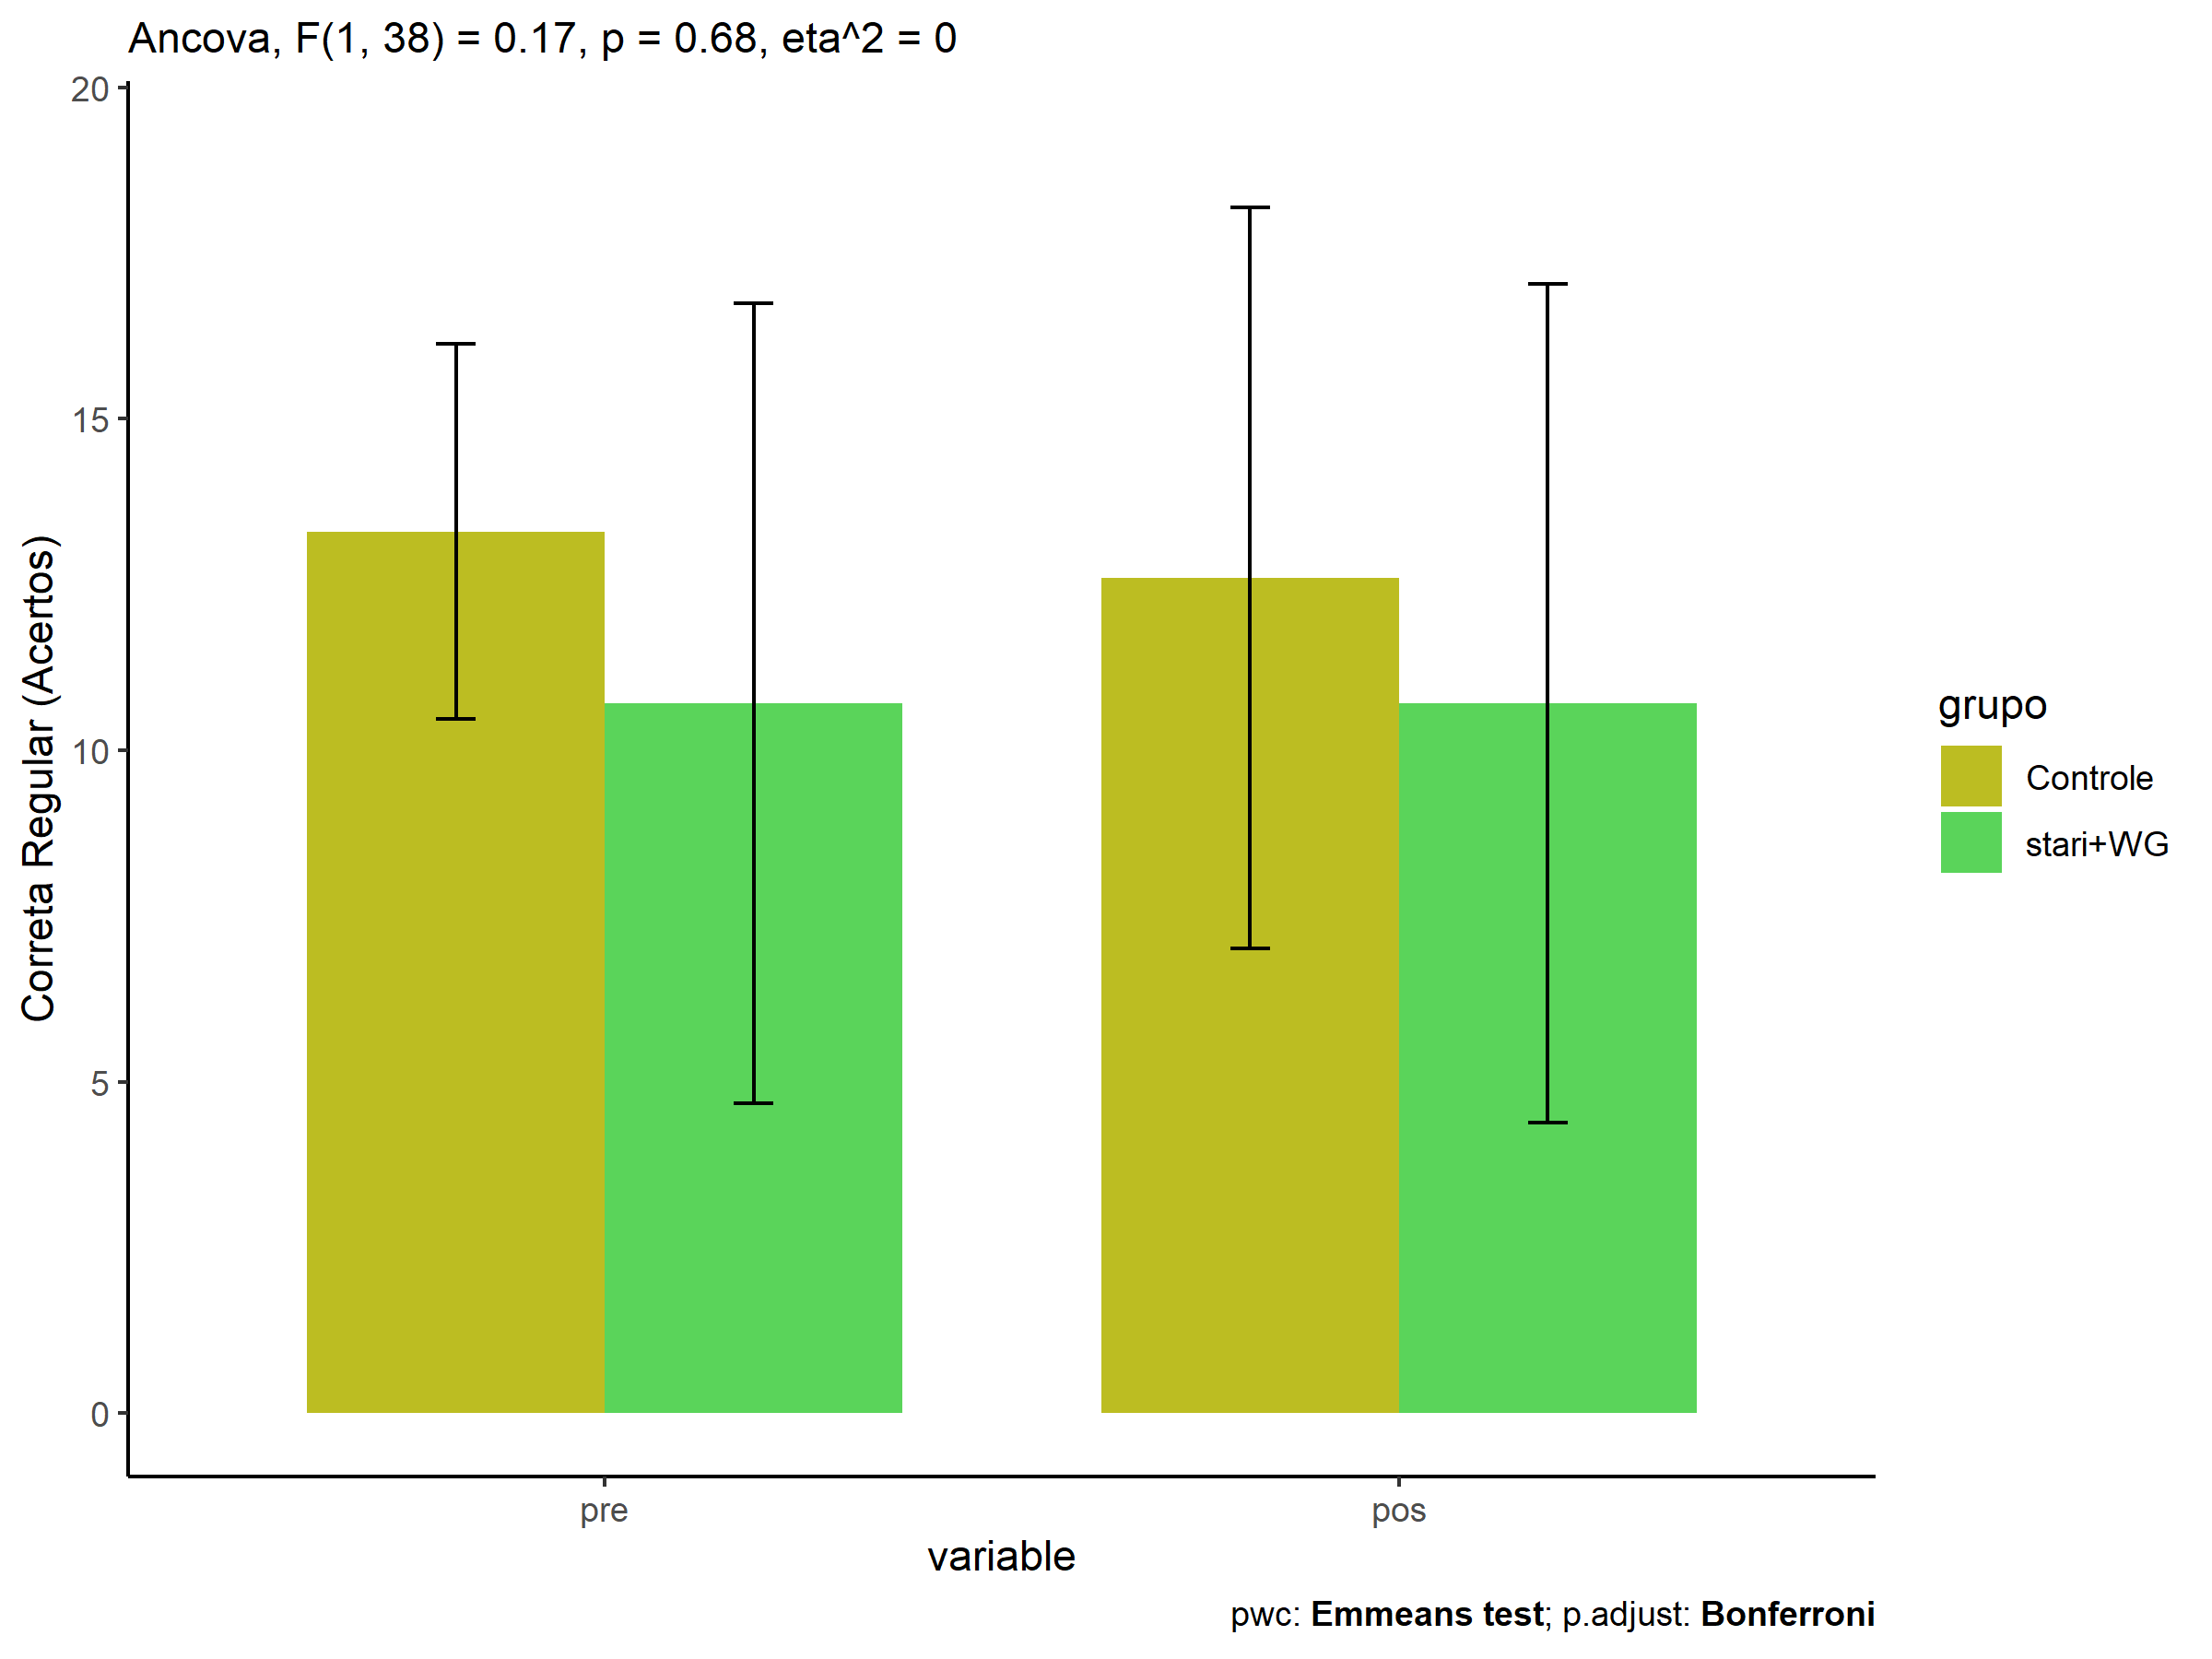 Ancova, F(1, 38) = 0.17, p = 0.68, eta^2 = 0
Correta Regular (Acertos)
20
15
10
5
0
pre
pos
variable
grupo
Controle
stari+WG
pwc: Emmeans test; p.adjust: Bonferroni